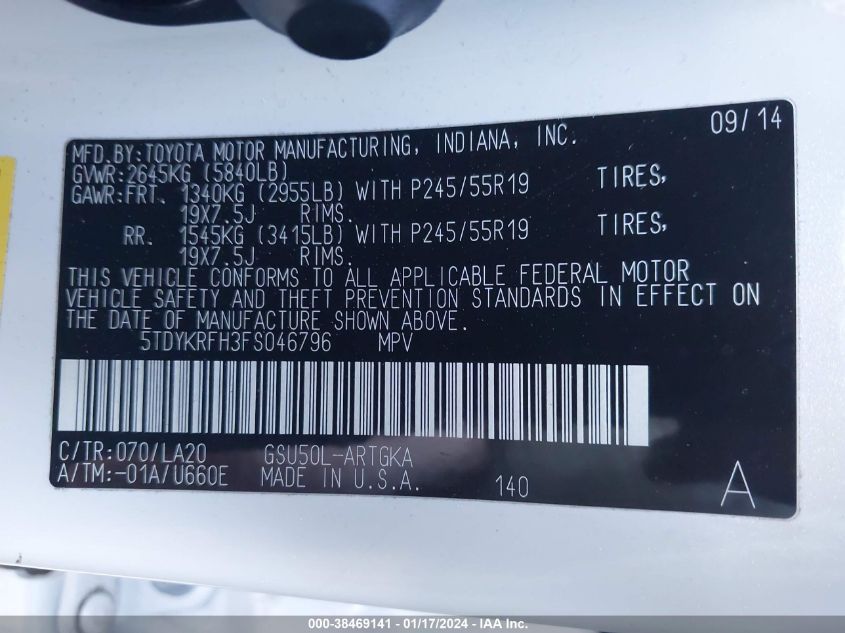 09/14
MFD.BY:TOYOTA MOTOR MANUFACTURING, INDIANA, INC.
GVWR:2645KG (5840LB)
GAWR:FRT. 1340KG (2955LB) WITH P245/55R19 TIRES,
19X7.5J RIMS.
RR. 1545KG (3415LB) WITH P245/55R19 TIRES,
19X7.5J RIMS.
THIS VEHICLE CONFORMS TO ALL APPLICABLE FEDERAL MOTOR
VEHICLE SAFETY AND THEFT PREVENTION STANDARDS IN EFFECT ON
THE DATE OF MANUFACTURE SHOWN ABOVE.
5TDYKRFH3FS046796 MPV
C/TR:070/LA20 GSU50L-ARTGKA
A/TM:-01A/U660E MADE IN U.S.A. 140 A
000-38469141 - 01/17/2024 - IAA Inc.